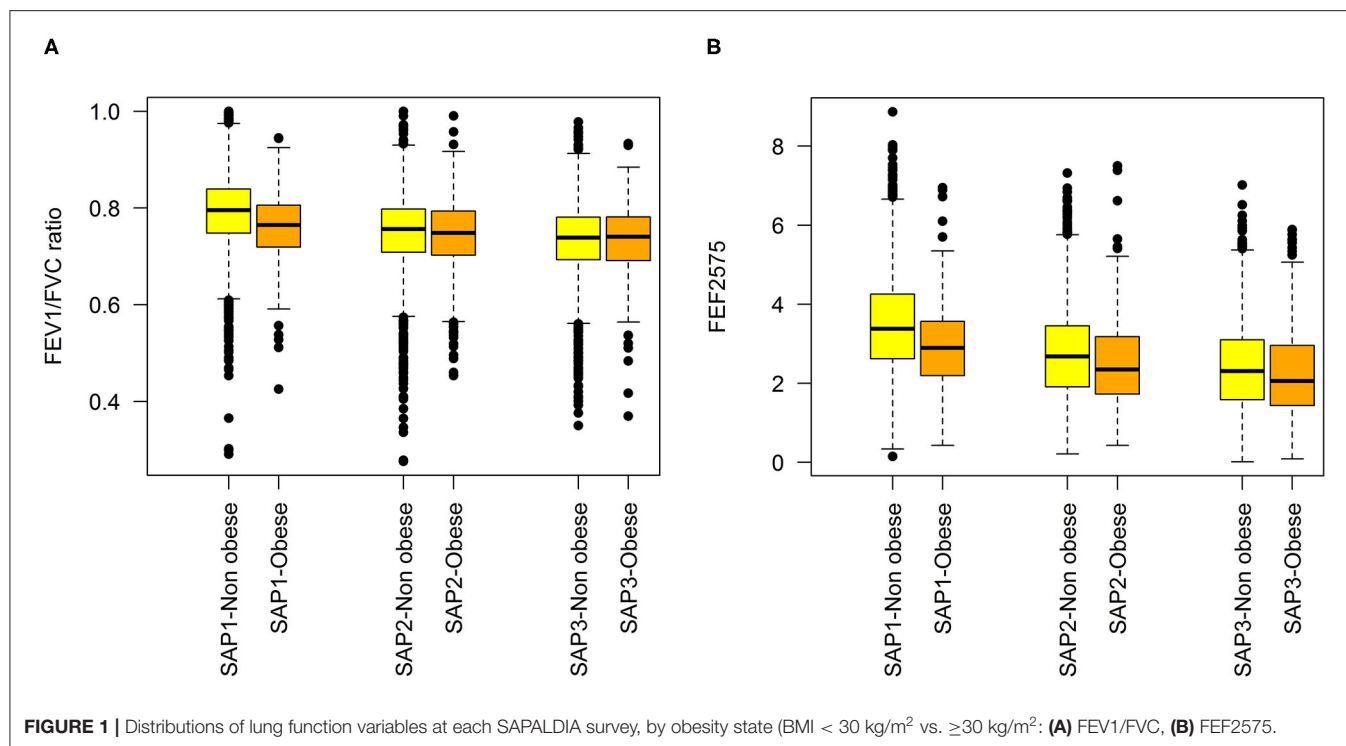 A
B
FEV1/FVC ratio
1.0
0.8
0.6
0.4
SAP1-Non obese
SAP1-Obese
SAP2-Non obese
SAP2-Obese
SAP3-Non obese
SAP3-Obese
FEF2575
8
6
4
2
0
SAP1-Non obese
SAP1-Obese
SAP2-Non obese
SAP2-Obese
SAP3-Non obese
SAP3-Obese
FIGURE 1 | Distributions of lung function variables at each SAPALDIA survey, by obesity state (BMI < 30 kg/m² vs. ≥30 kg/m²: (A) FEV1/FVC, (B) FEF2575.